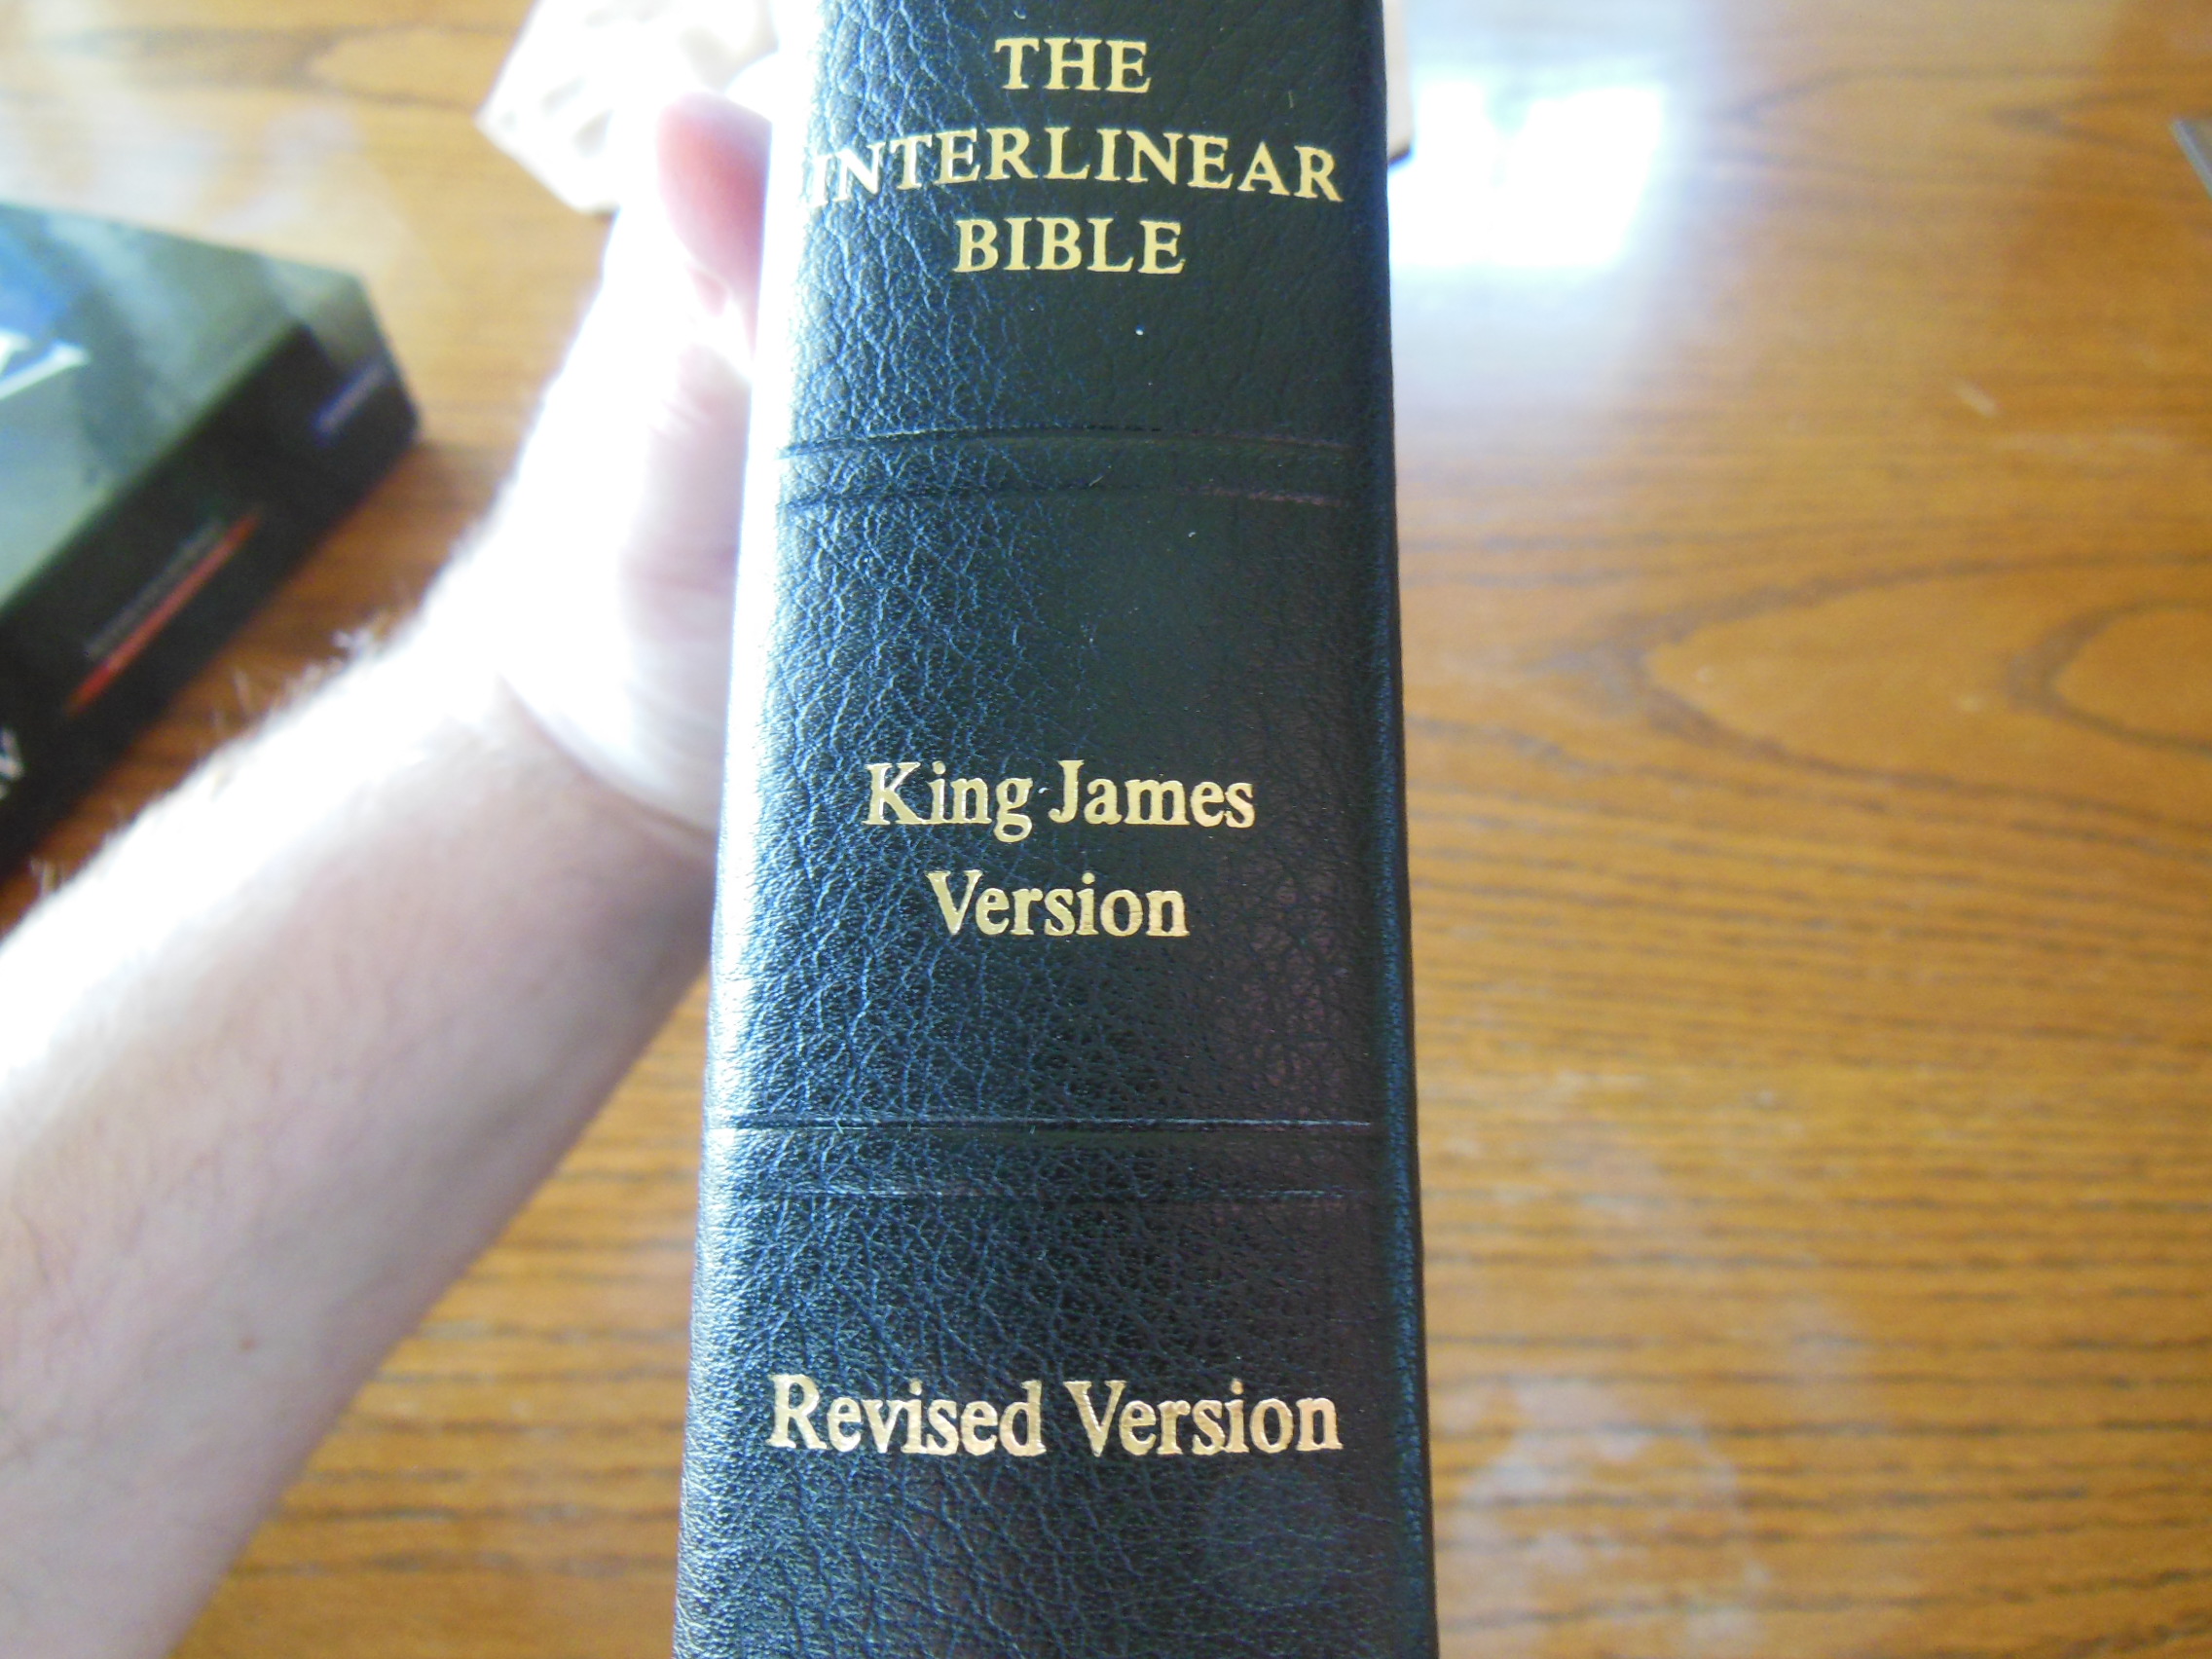 THE
INTERLINEAR
BIBLE
King James
Version
Revised Version